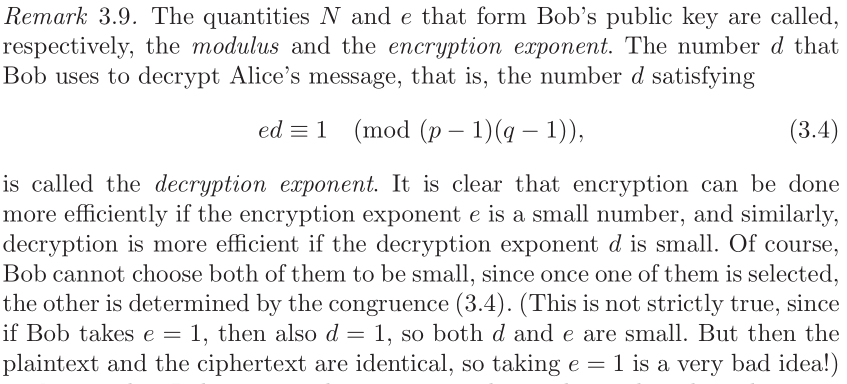 Remark 3.9. The quantities N and e that form Bob's public key are called,
respectively, the modulus and the encryption exponent. The number d that
Bob uses to decrypt Alice's message, that is, the number d satisfying
ed ≡ 1 (mod (p − 1)(q − 1)), (3.4)
is called the decryption exponent. It is clear that encryption can be done
more efficiently if the encryption exponent e is a small number, and similarly,
decryption is more efficient if the decryption exponent d is small. Of course,
Bob cannot choose both of them to be small, since once one of them is selected,
the other is determined by the congruence (3.4). (This is not strictly true, since
if Bob takes e = 1, then also d = 1, so both d and e are small. But then the
plaintext and the ciphertext are identical, so taking e = 1 is a very bad idea!)